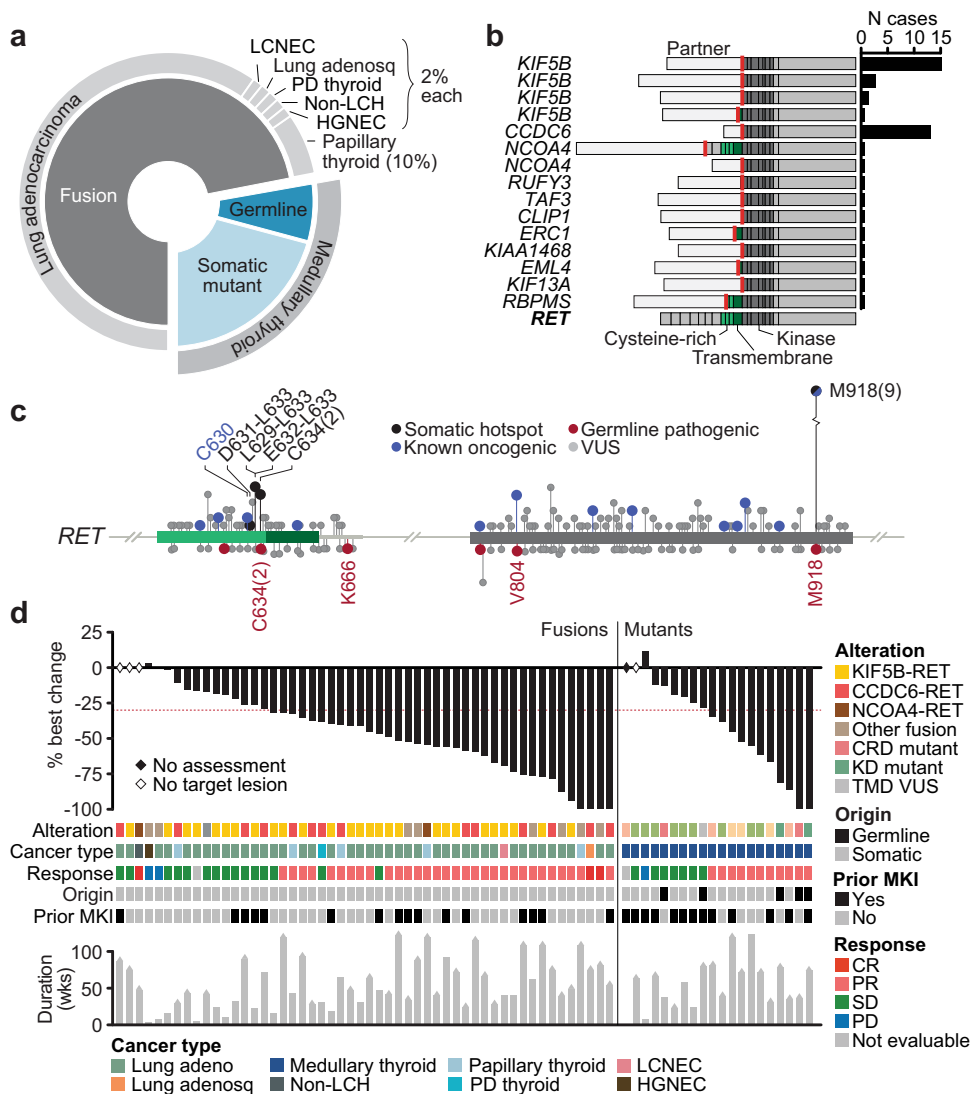 a
LCNEC
Lung adenosq
PD thyroid
Non-LCH
HGNEC
2%
each
Papillary
thyroid (10%)
Lung adenocarcinoma
Fusion
Germline
Somatic
mutant
Medullary thyroid
b
N cases
0 5 10 15
Partner
KIF5B
KIF5B
KIF5B
KIF5B
CCDC6
NCOA4
NCOA4
RUFY3
TAF3
CLIP1
ERC1
KIAA1468
EML4
KIF13A
RBPMS
RET
Cysteine-rich
Transmembrane
Kinase
c
C630
D631-L633
L629-L633
E632-L633
C634(2)
Somatic hotspot
Known oncogenic
Germline pathogenic
VUS
M918(9)
RET
C634(2)
K666
V804
M918
d
% best change
25
0
-25
-50
-75
-100
Fusions
Mutants
No assessment
No target lesion
Alteration
Cancer type
Response
Origin
Prior MKI
Duration
(wks)
100
50
0
Alteration
KIF5B-RET
CCDC6-RET
NCOA4-RET
Other fusion
CRD mutant
KD mutant
TMD VUS
Origin
Germline
Somatic
Prior MKI
Yes
No
Response
CR
PR
SD
PD
Not evaluable
Cancer type
Lung adeno
Lung adenosq
Medullary thyroid
Non-LCH
Papillary thyroid
PD thyroid
LCNEC
HGNEC